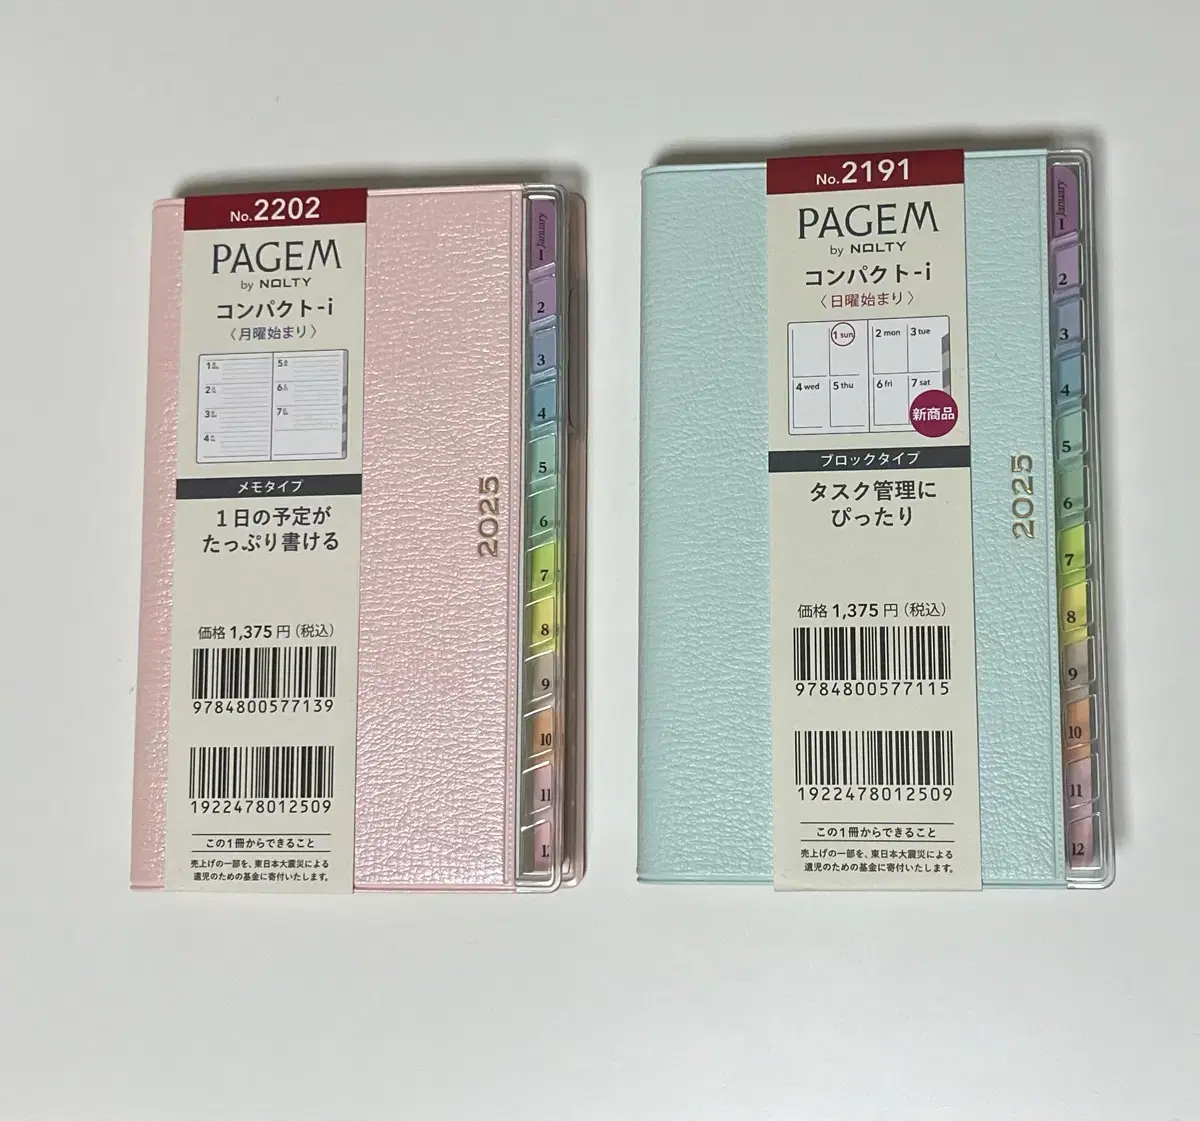 No.2202
PAGEM
by NOLTY
コンパクト-i
〈月曜始まり〉
1
2
3
4
5
6
7
メモタイプ
1日の予定が
たっぷり書ける
価格 1,375 円（税込）
9784800577139
1922478012509
この1冊からできること
売上げの一部を、東日本大震災による
遺児のための基金に寄付いたします。
2025
January
1
2
3
4
5
6
7
8
9
10
11
12
No.2191
PAGEM
by NOLTY
コンパクト-i
〈日曜始まり〉
1 sun
2 mon
3 tue
4 wed
5 thu
6 fri
7 sat
新商品
ブロックタイプ
タスク管理に
ぴったり
価格 1,375 円（税込）
9784800577115
1922478012509
この1冊からできること
売上げの一部を、東日本大震災による
遺児のための基金に寄付いたします。
2025
January
1
2
3
4
5
6
7
8
9
10
11
12